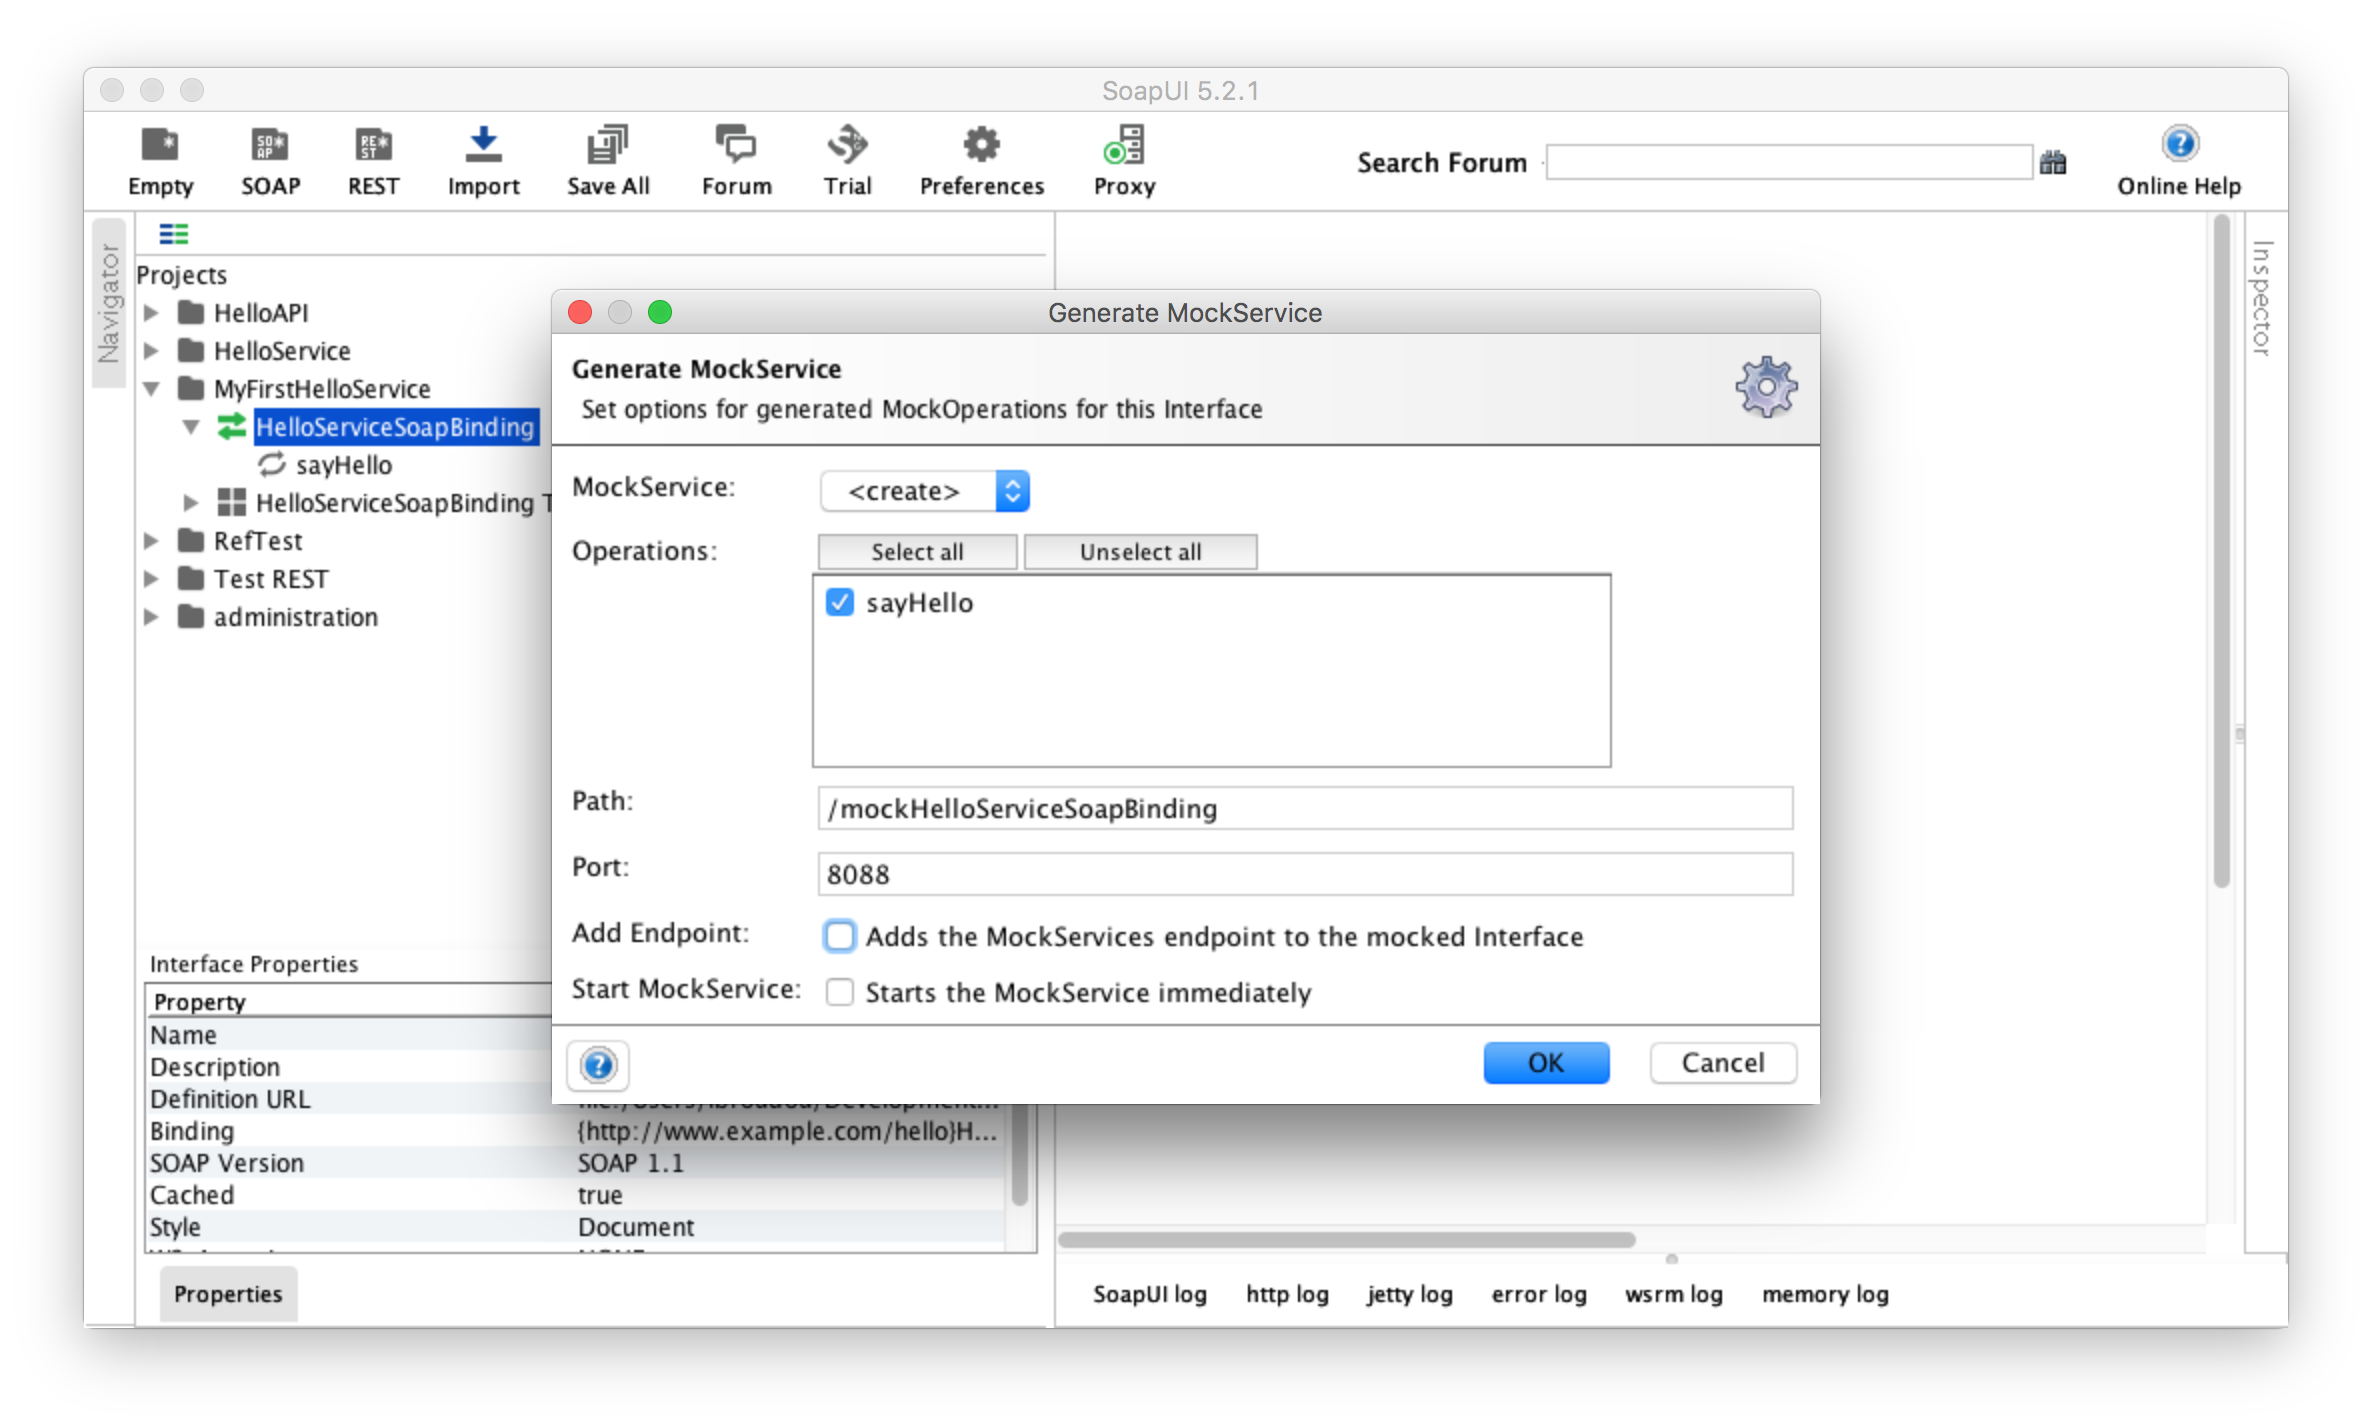 SoapUI 5.2.1
Empty SOAP REST Import Save All Forum Trial Preferences Proxy Search Forum Online Help
Navigator
Inspector
Projects
HelloAPI
HelloService
MyFirstHelloService
HelloServiceSoapBinding
sayHello
HelloServiceSoapBinding T
RefTest
Test REST
administration
Generate MockService
Generate MockService
Set options for generated MockOperations for this Interface
MockService: <create>
Operations: Select all Unselect all
sayHello
Path: /mockHelloServiceSoapBinding
Port: 8088
Add Endpoint: Adds the MockServices endpoint to the mocked Interface
Start MockService: Starts the MockService immediately
OK Cancel
Interface Properties
Property
Name
Description
Definition URL
Binding {http://www.example.com/hello}H...
SOAP Version SOAP 1.1
Cached true
Style Document
Properties
SoapUI log http log jetty log error log wsrm log memory log